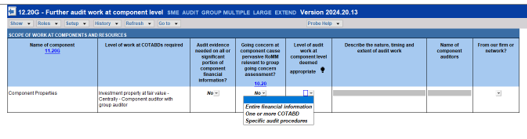 12.20G - Further audit work at component level SME AUDIT GROUP MULTIPLE LARGE EXTEND Version 2024.20.13
Show Roles Setup History Refresh Go to Probe Help
SCOPE OF WORK AT COMPONENTS AND RESOURCES
Name of component
11.25G
Level of work at COTABDs required
Audit evidence
needed on all or
significant
portion of
component
financial
information?
Going concern at
component cause
pervasive RoMM
relevant to group
going concern
assessment?
10.20
Level of audit
work at
component level
deemed
appropriate
Describe the nature, timing and
extent of audit work
Name of
component
auditors
From our firm or
network?
Component Properties
Investment property at fair value -
Centrally - Component auditor with
group auditor
No
No
Entire financial information
One or more COTABD
Specific audit procedures